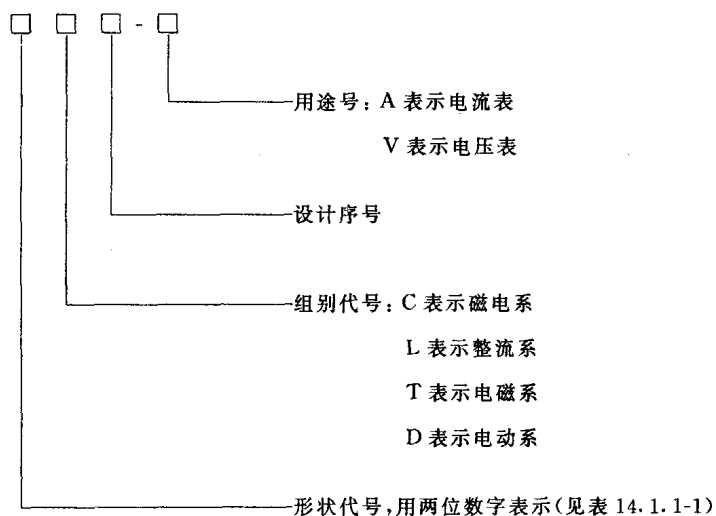 □ □ □ - □
用途号：A 表示电流表
V 表示电压表
设计序号
组别代号：C 表示磁电系
L 表示整流系
T 表示电磁系
D 表示电动系
形状代号，用两位数字表示(见表 14.1.1-1)